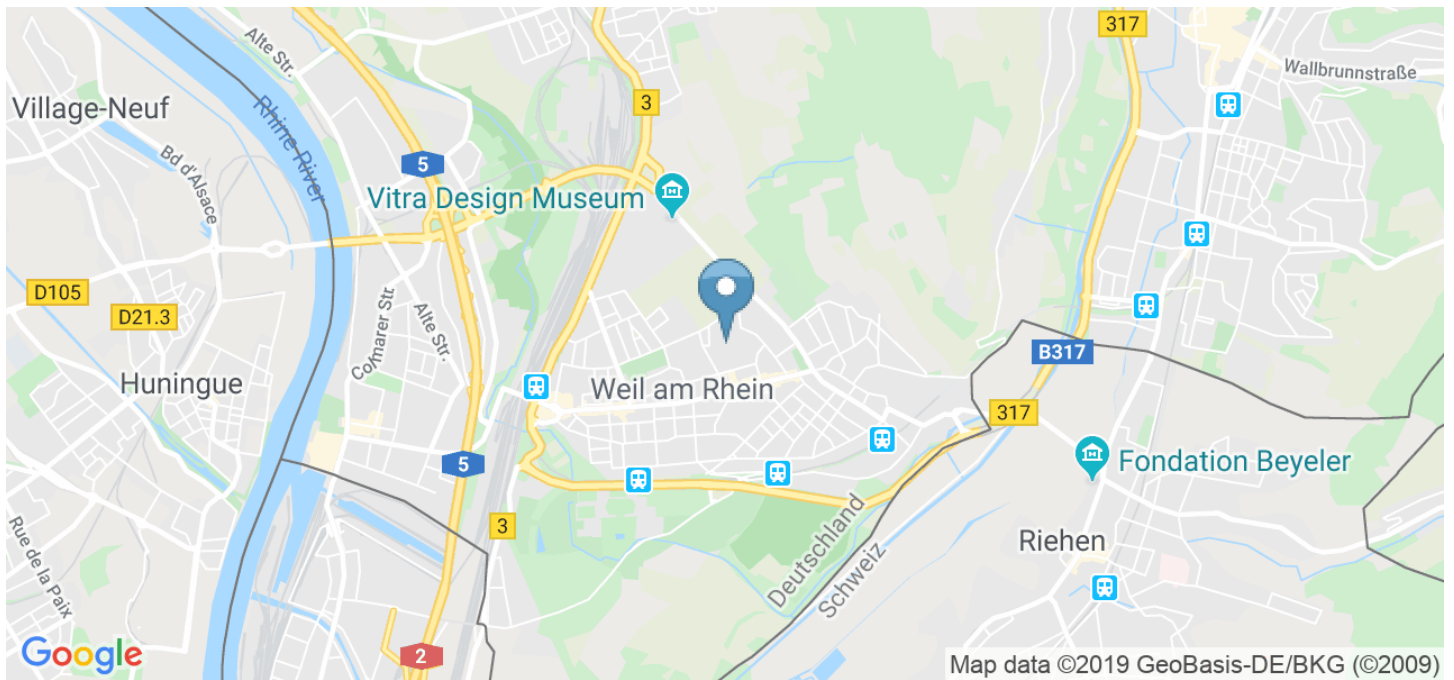 317
Alte Str.
Wallbrunnstraße
Village-Neuf
3
Rhine River
Bd d'Alsace
5
Vitra Design Museum
D105
Alte Str.
D21.3
Colmarer Str.
B317
Huningue
Weil am Rhein
317
5
Fondation Beyeler
3
Deutschland
Schweiz
Riehen
Rue de la Paix
Google
2
Map data ©2019 GeoBasis-DE/BKG (©2009)